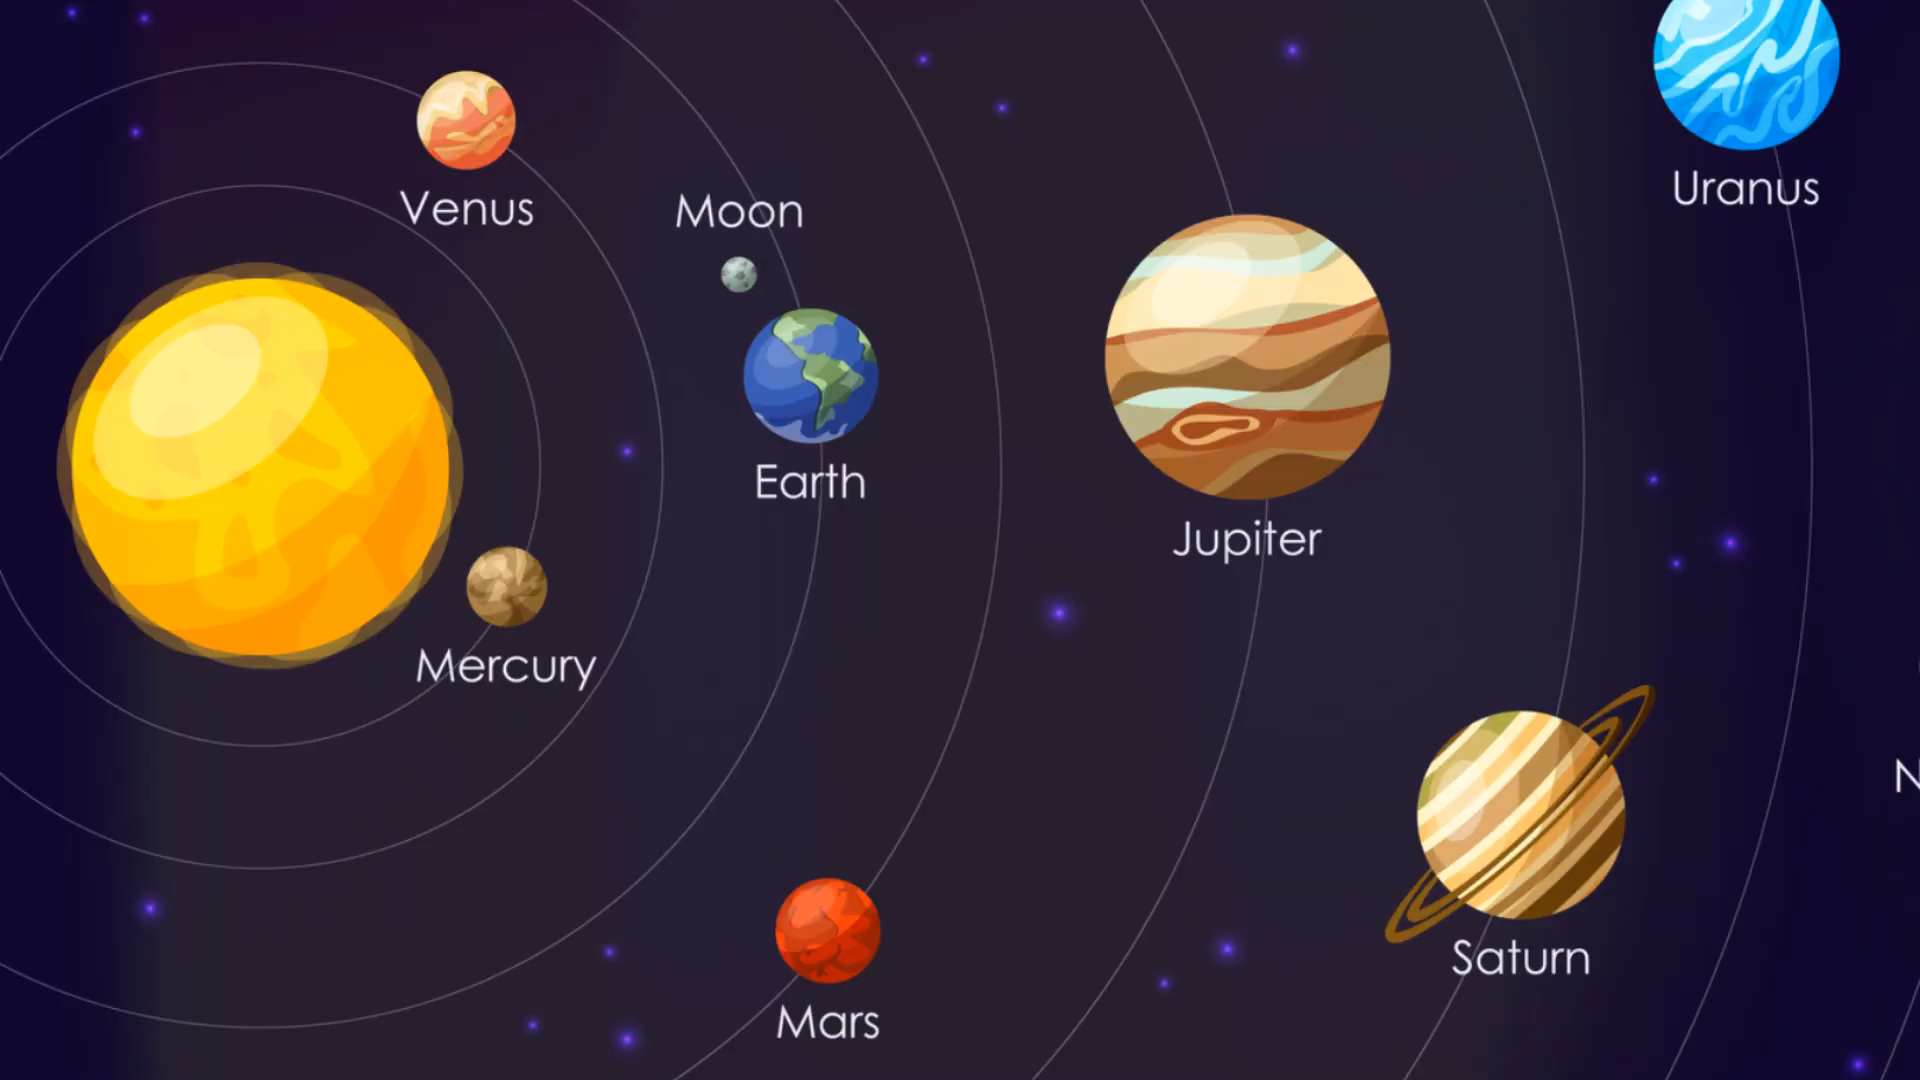 Venus
Moon
Uranus
Earth
Jupiter
Mercury
Saturn
Mars